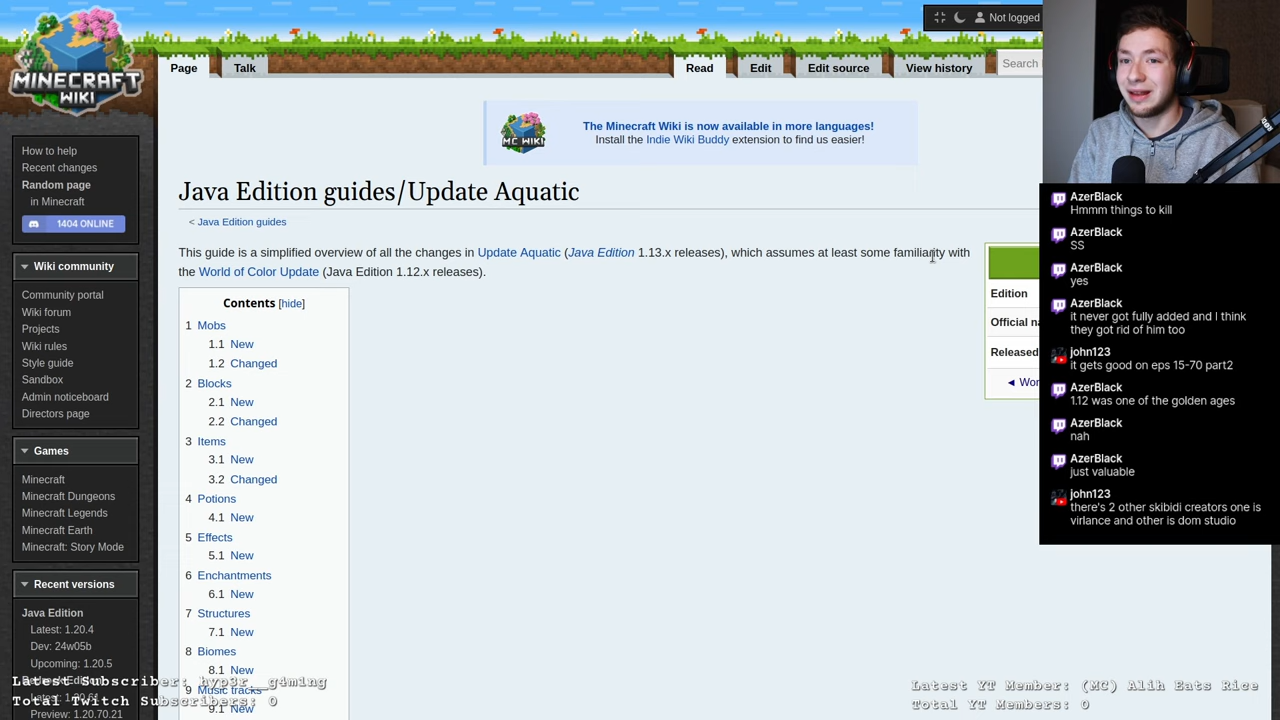 MINECRAFT
WIKI
Not logged
Page
Talk
Read
Edit
Edit source
View history
Search
The Minecraft Wiki is now available in more languages!
Install the Indie Wiki Buddy extension to find us easier!
MC WIKI
How to help
Recent changes
Random page
in Minecraft
1404 ONLINE
Wiki community
Community portal
Wiki forum
Projects
Wiki rules
Style guide
Sandbox
Admin noticeboard
Directors page
Games
Minecraft
Minecraft Dungeons
Minecraft Legends
Minecraft Earth
Minecraft: Story Mode
Recent versions
Java Edition
Latest: 1.20.4
Dev: 24w05b
Upcoming: 1.20.5
Preview: 1.20.70.21
Java Edition guides/Update Aquatic
< Java Edition guides
This guide is a simplified overview of all the changes in Update Aquatic (Java Edition 1.13.x releases), which assumes at least some familiarity with
the World of Color Update (Java Edition 1.12.x releases).
Contents [hide]
1 Mobs
1.1 New
1.2 Changed
2 Blocks
2.1 New
2.2 Changed
3 Items
3.1 New
3.2 Changed
4 Potions
4.1 New
5 Effects
5.1 New
6 Enchantments
6.1 New
7 Structures
7.1 New
8 Biomes
8.1 New
9 Music tracks
9.1 New
Edition
Official na
Released
◄ Wor
AzerBlack
Hmmm things to kill
AzerBlack
SS
AzerBlack
yes
AzerBlack
it never got fully added and I think
they got rid of him too
john123
it gets good on eps 15-70 part2
AzerBlack
1.12 was one of the golden ages
AzerBlack
nah
AzerBlack
just valuable
john123
there's 2 other skibidi creators one is
virlance and other is dom studio
Latest Subscriber: hyp3r__g4m1ng
Total Twitch Subscribers: 0
Latest YT Member: (MC) Alih Eats Rice
Total YT Members: 0